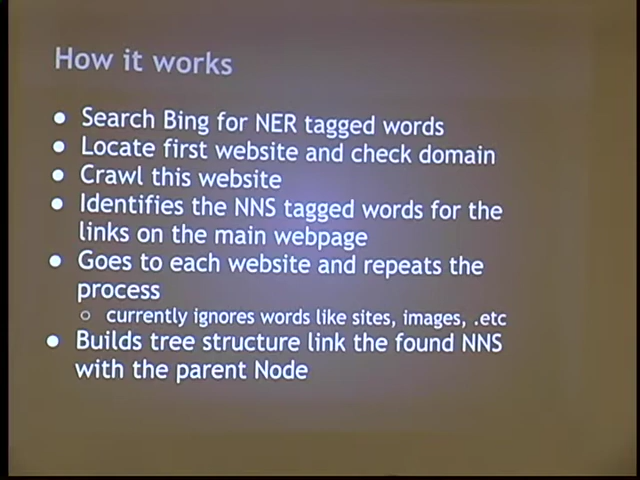 How it works
● Search Bing for NER tagged words
● Locate first website and check domain
● Crawl this website
● Identifies the NNS tagged words for the
links on the main webpage
● Goes to each website and repeats the
process
○ currently ignores words like sites, images, .etc
● Builds tree structure link the found NNS
with the parent Node